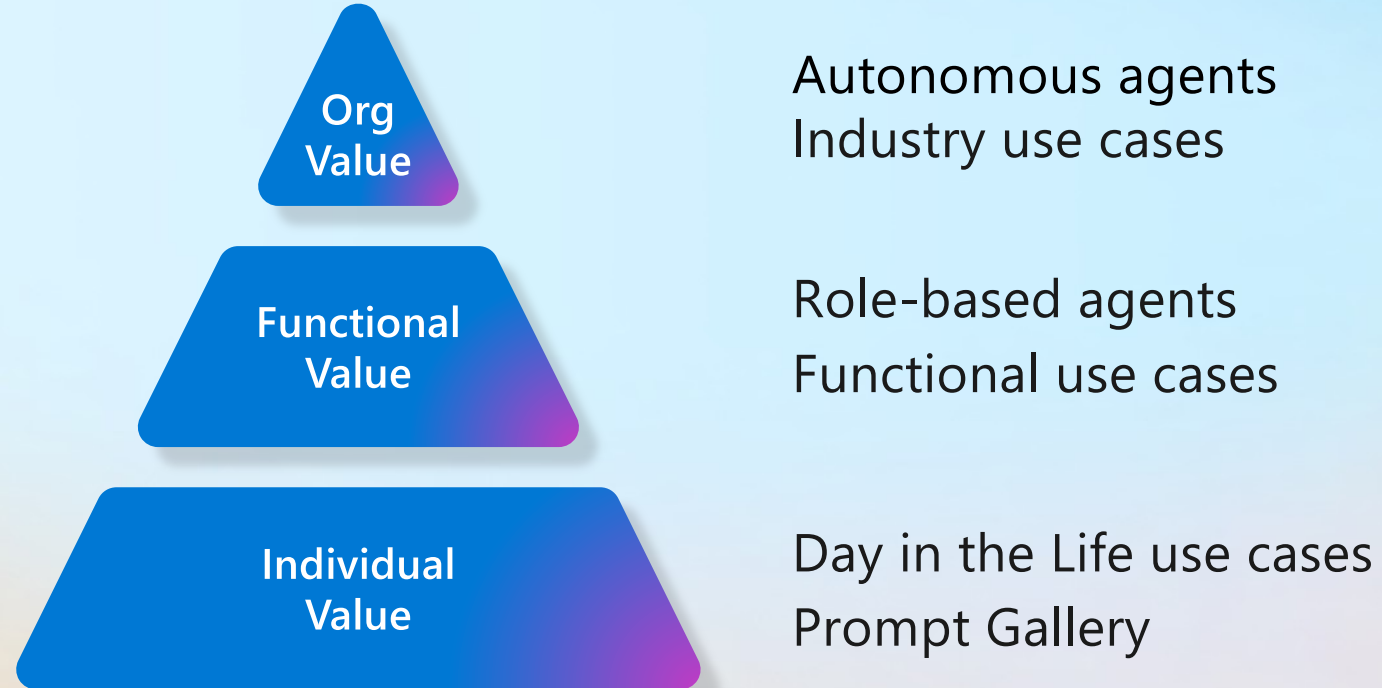 Org
Value
Autonomous agents
Industry use cases
Functional
Value
Role-based agents
Functional use cases
Individual
Value
Day in the Life use cases
Prompt Gallery